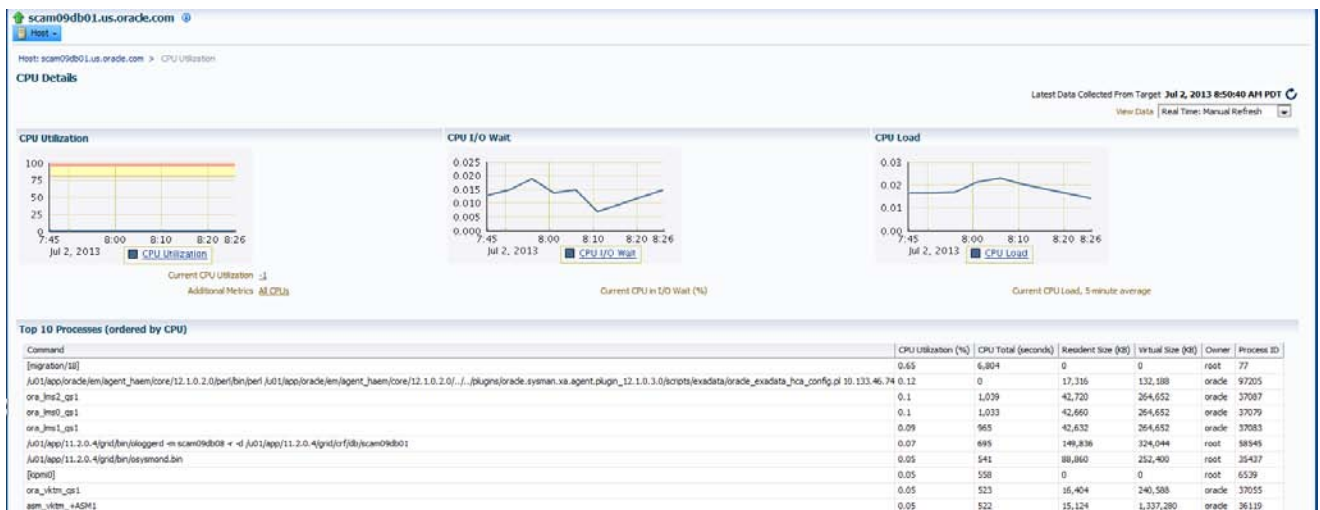 scam09db01.us.oracle.com
Host
Host: scam09db01.us.oracle.com > CPU Utilization
CPU Details
Latest Data Collected From Target Jul 2, 2013 8:50:40 AM PDT
View Data Real Time: Manual Refresh
CPU Utilization
100
75
50
25
0
7:45 8:00 8:10 8:20 8:26
Jul 2, 2013
CPU Utilization
Current CPU Utilization -1
Additional Metrics All CPUs
CPU I/O Wait
0.025
0.020
0.015
0.010
0.005
0.000
7:45 8:00 8:10 8:20 8:26
Jul 2, 2013
CPU I/O Wait
Current CPU in I/O Wait (%)
CPU Load
0.03
0.02
0.01
0.00
7:45 8:00 8:10 8:20 8:26
Jul 2, 2013
CPU Load
Current CPU Load, 5 minute average
Top 10 Processes (ordered by CPU)
Command CPU Utilization (%) CPU Total (seconds) Resident Size (KB) Virtual Size (KB) Owner Process ID
[migration/18] 0.65 6,804 0 0 root 77
/u01/app/oracle/em/agent_haem/core/12.1.0.2.0/perl/bin/perl /u01/app/oracle/em/agent_haem/core/12.1.0.2.0/../../plugins/oracle.sysman.xa.agent.plugin_12.1.0.3.0/scripts/exadata/oracle_exadata_hca_config.pl 10.133.46.74 0.12 0 17,316 132,188 oracle 97205
ora_lms2_qs1 0.1 1,039 42,720 264,652 oracle 37087
ora_lms0_qs1 0.1 1,033 42,660 264,652 oracle 37079
ora_lms1_qs1 0.09 965 42,632 264,652 oracle 37083
/u01/app/11.2.0.4/grid/bin/ologgerd -m scam09db08 -r -d /u01/app/11.2.0.4/grid/crf/db/scam09db01 0.07 695 149,836 324,044 root 58545
/u01/app/11.2.0.4/grid/bin/osysmond.bin 0.05 541 88,860 252,400 root 35437
[kipmi0] 0.05 558 0 0 root 6539
ora_vktm_qs1 0.05 523 16,404 240,588 oracle 37055
asm_vktm_+ASM1 0.05 522 15,124 1,337,280 oracle 36119